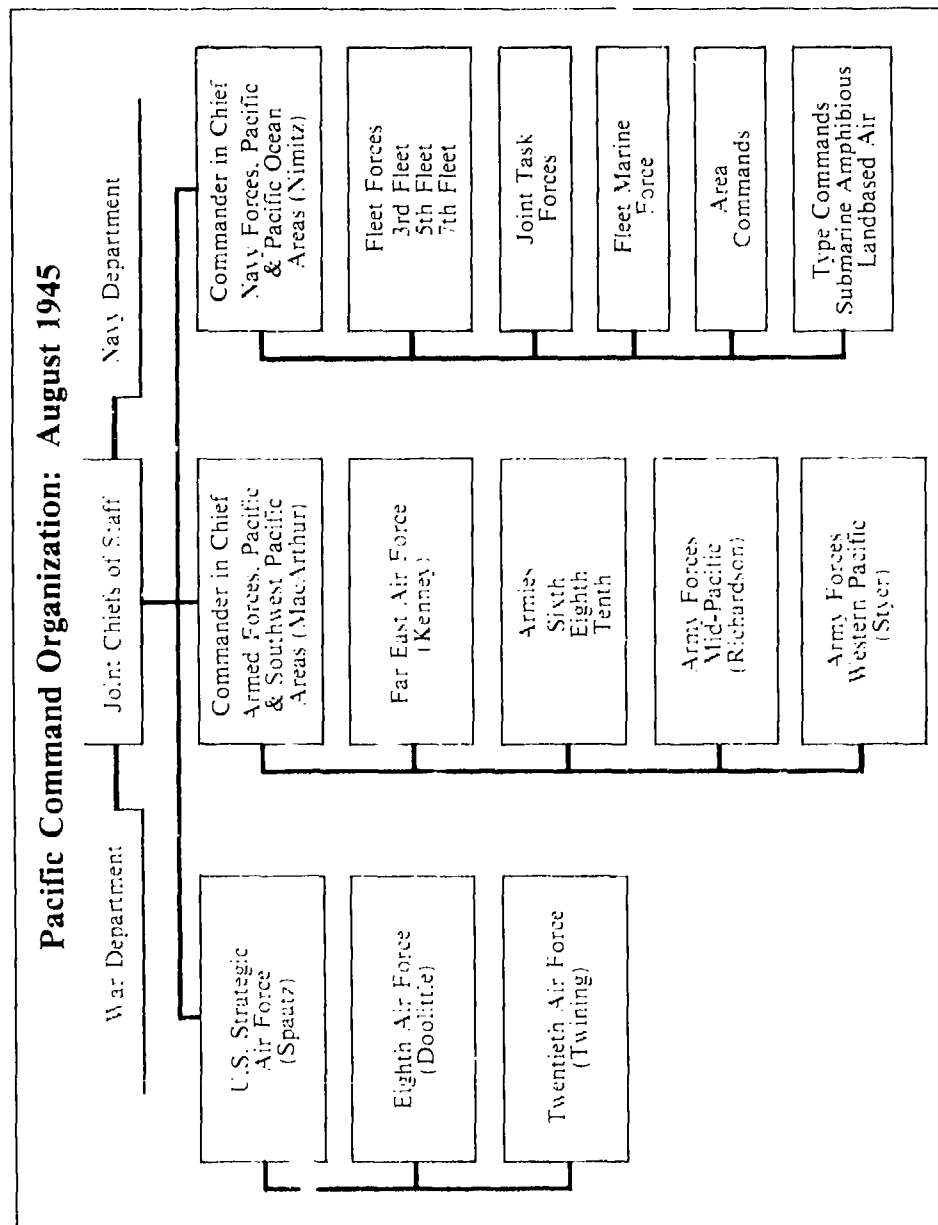 Pacific Command Organization: August 1945
War Department
Joint Chiefs of Staff
Navy Department
U.S. Strategic
Air Force
(Spaatz)
Eighth Air Force
(Doolittle)
Twentieth Air Force
(Twining)
Commander in Chief
Armed Forces, Pacific
& Southwest Pacific
Areas (MacArthur)
Far East Air Force
(Kenney)
Armies
Sixth
Eighth
Tenth
Army Forces
Mid-Pacific
(Richardson)
Army Forces
Western Pacific
(Styer)
Commander in Chief
Navy Forces, Pacific
& Pacific Ocean
Areas (Nimitz)
Fleet Forces
3rd Fleet
5th Fleet
7th Fleet
Joint Task
Forces
Fleet Marine
Force
Area
Commands
Type Commands
Submarine Amphibious
Landbased Air